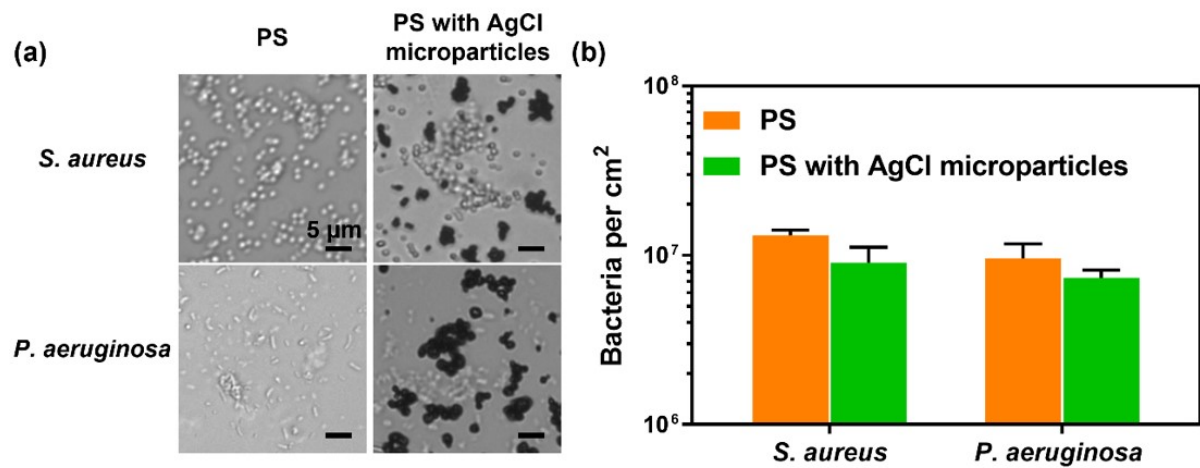 (a)
PS
PS with AgCl
microparticles
S. aureus
5 μm
P. aeruginosa
(b)
Bacteria per cm²
10⁸
10⁷
10⁶
PS
PS with AgCl microparticles
S. aureus
P. aeruginosa